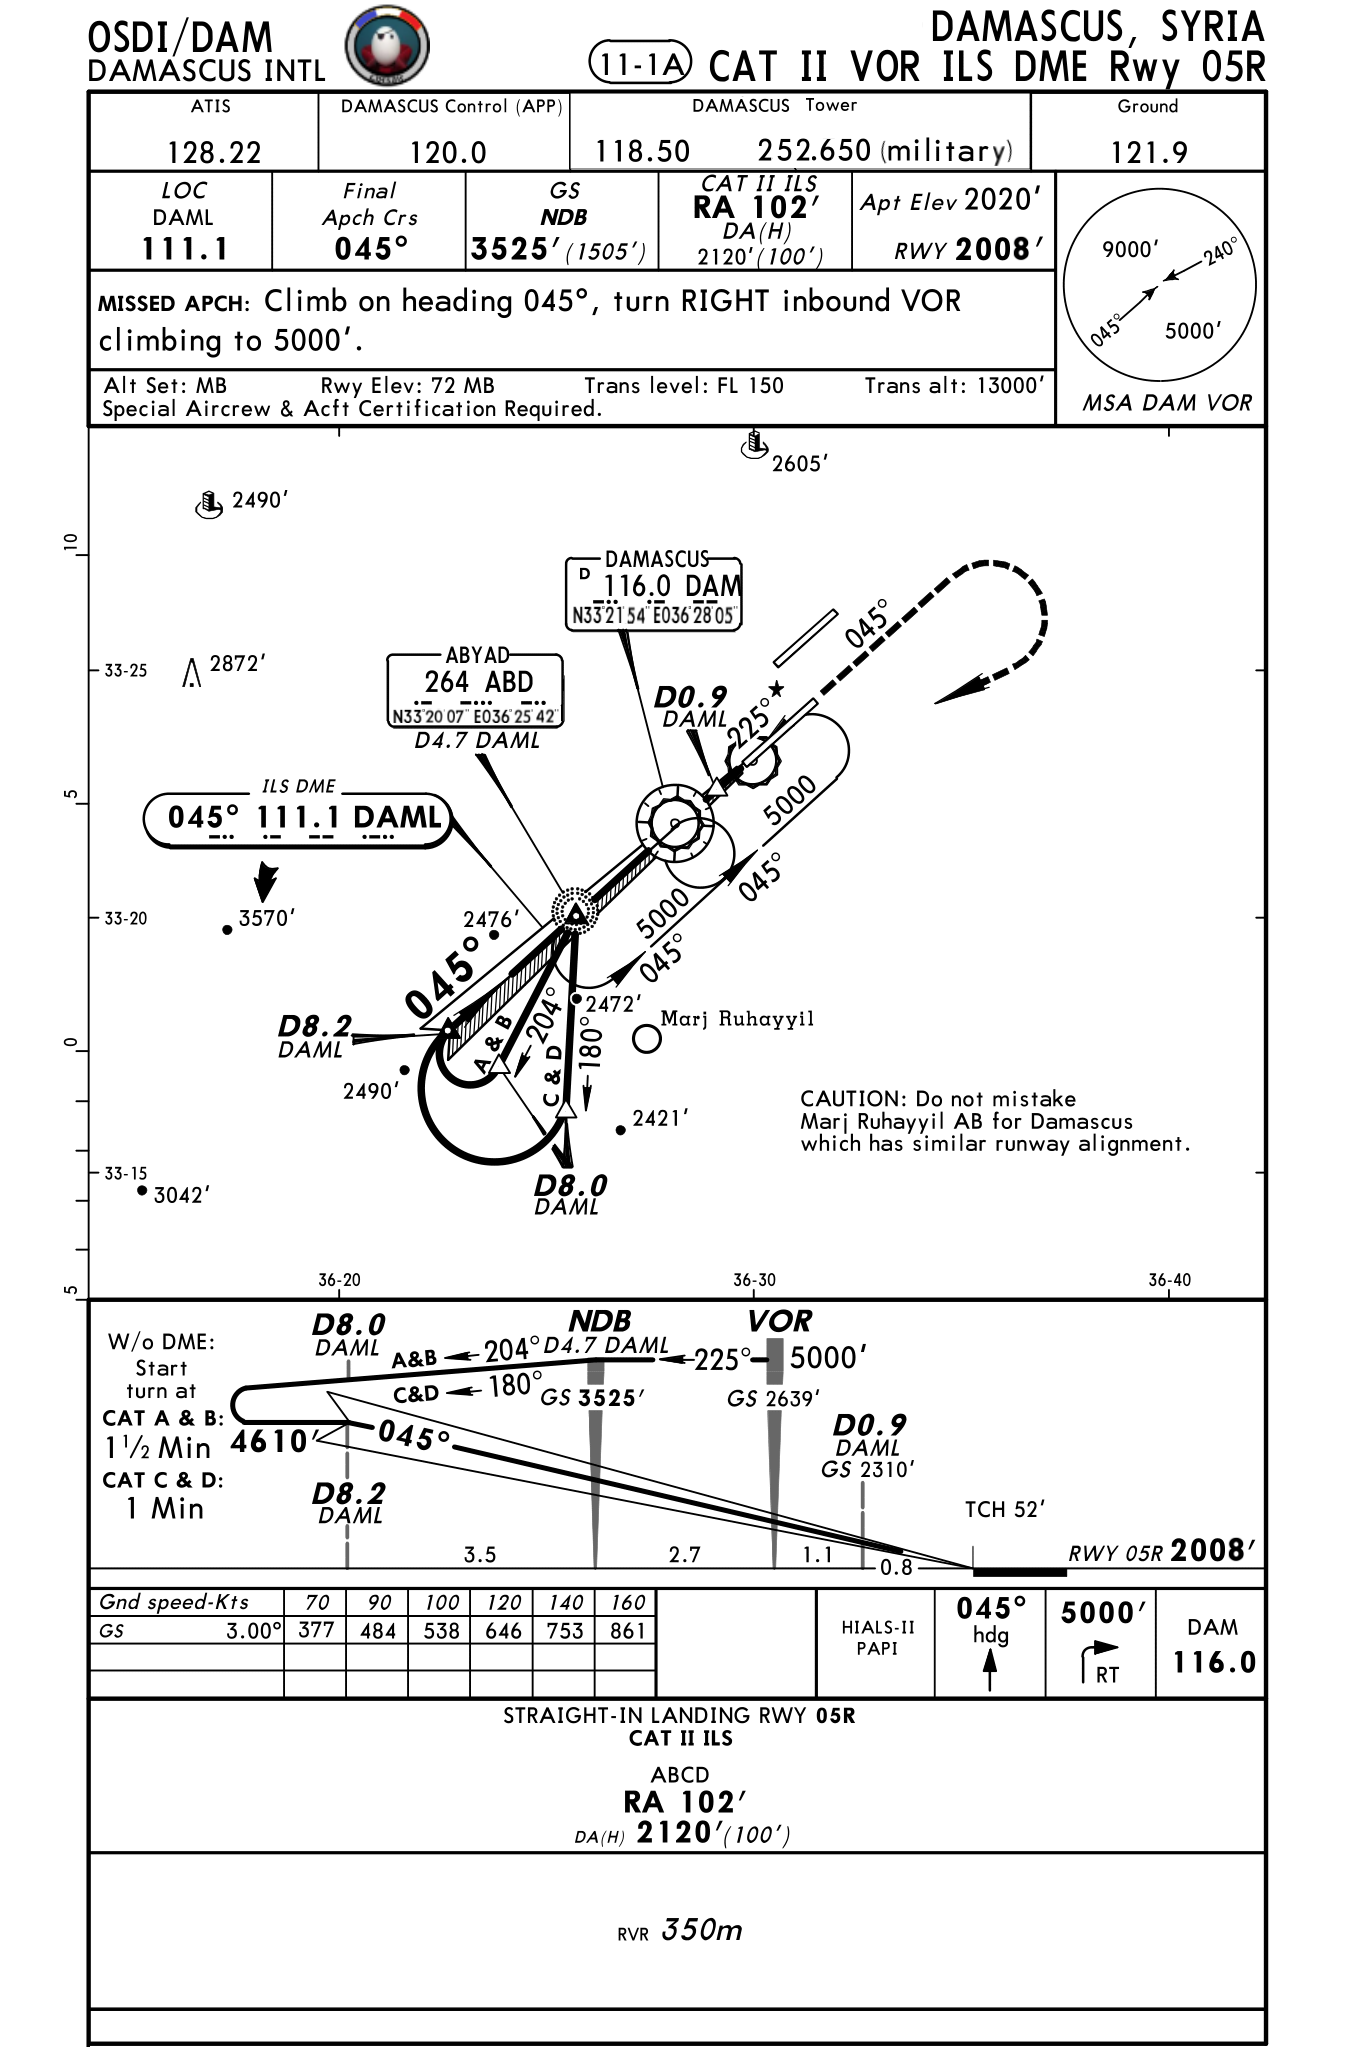 OSDI/DAM
DAMASCUS INTL
11-1A
DAMASCUS, SYRIA
CAT II VOR ILS DME Rwy 05R
ATIS
128.22
DAMASCUS Control (APP)
120.0
DAMASCUS Tower
118.50 252.650 (military)
Ground
121.9
LOC
DAML
111.1
Final
Apch Crs
045°
GS
NDB
3525' (1505')
CAT II ILS
RA 102'
DA(H)
2120' (100')
Apt Elev 2020'
RWY 2008'
9000'
240°
045°
5000'
MSA DAM VOR
MISSED APCH: Climb on heading 045°, turn RIGHT inbound VOR
climbing to 5000'.
Alt Set: MB Rwy Elev: 72 MB Trans level: FL 150 Trans alt: 13000'
Special Aircrew & Acft Certification Required.
2605'
2490'
10
DAMASCUS
D 116.0 DAM
N33°21'54" E036°28'05"
045°
33-25
2872'
ABYAD
264 ABD
N33°20'07" E036°25'42"
D4.7 DAML
D0.9
DAML
225°
ILS DME
045° 111.1 DAML
5
5000
045°
33-20
3570'
2476'
5000
045°
045°
2472'
Marj Ruhayyil
D8.2
DAML
A & B
204°
C & D
180°
0
2490'
2421'
CAUTION: Do not mistake
Marj Ruhayyil AB for Damascus
which has similar runway alignment.
33-15
3042'
D8.0
DAML
5
36-20
36-30
36-40
W/o DME:
Start
turn at
CAT A & B:
1 1/2 Min
CAT C & D:
1 Min
D8.0
DAML
NDB
D4.7 DAML
VOR
A&B 204°
225°
5000'
C&D 180°
GS 3525'
GS 2639'
4610'
045°
D0.9
DAML
GS 2310'
D8.2
DAML
TCH 52'
3.5
2.7
1.1
0.8
RWY 05R 2008'
Gnd speed-Kts 70 90 100 120 140 160
GS 3.00° 377 484 538 646 753 861
HIALS-II
PAPI
045°
hdg
5000'
RT
DAM
116.0
STRAIGHT-IN LANDING RWY 05R
CAT II ILS
ABCD
RA 102'
DA(H) 2120' (100')
RVR 350m